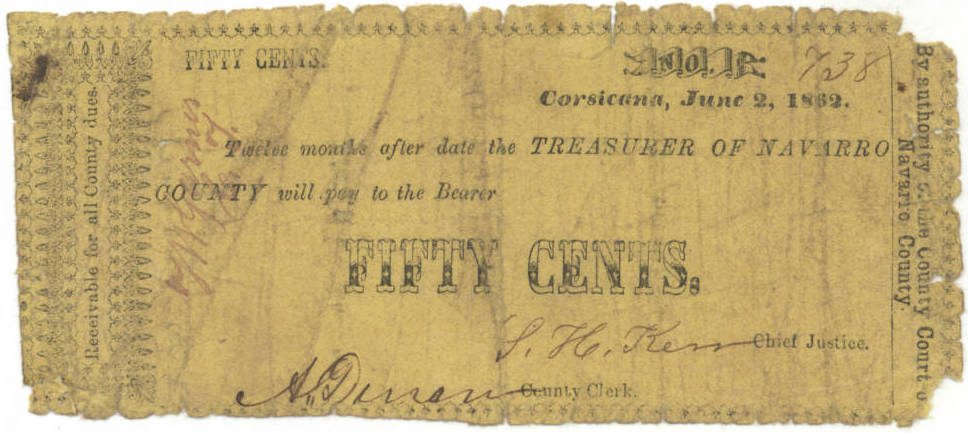 FIFTY CENTS.
No. 738
Corsicana, June 2, 1862.
Twelve months after date the TREASURER OF NAVARRO
COUNTY will pay to the Bearer
FIFTY CENTS.
S. H. Kerr Chief Justice.
County Clerk.
Receivable for all County dues.
By authority of the County Court of
Navarro County.